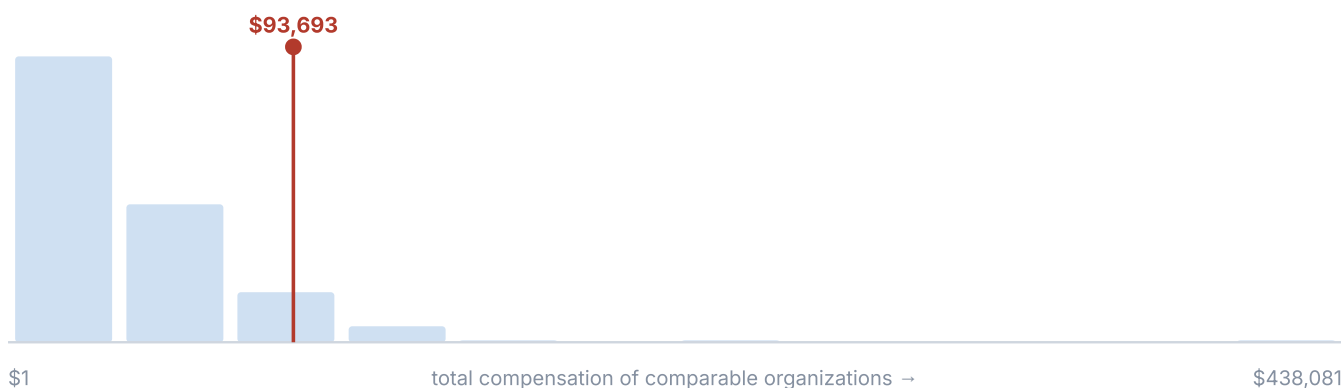 $93,693
$1 total compensation of comparable organizations → $438,081